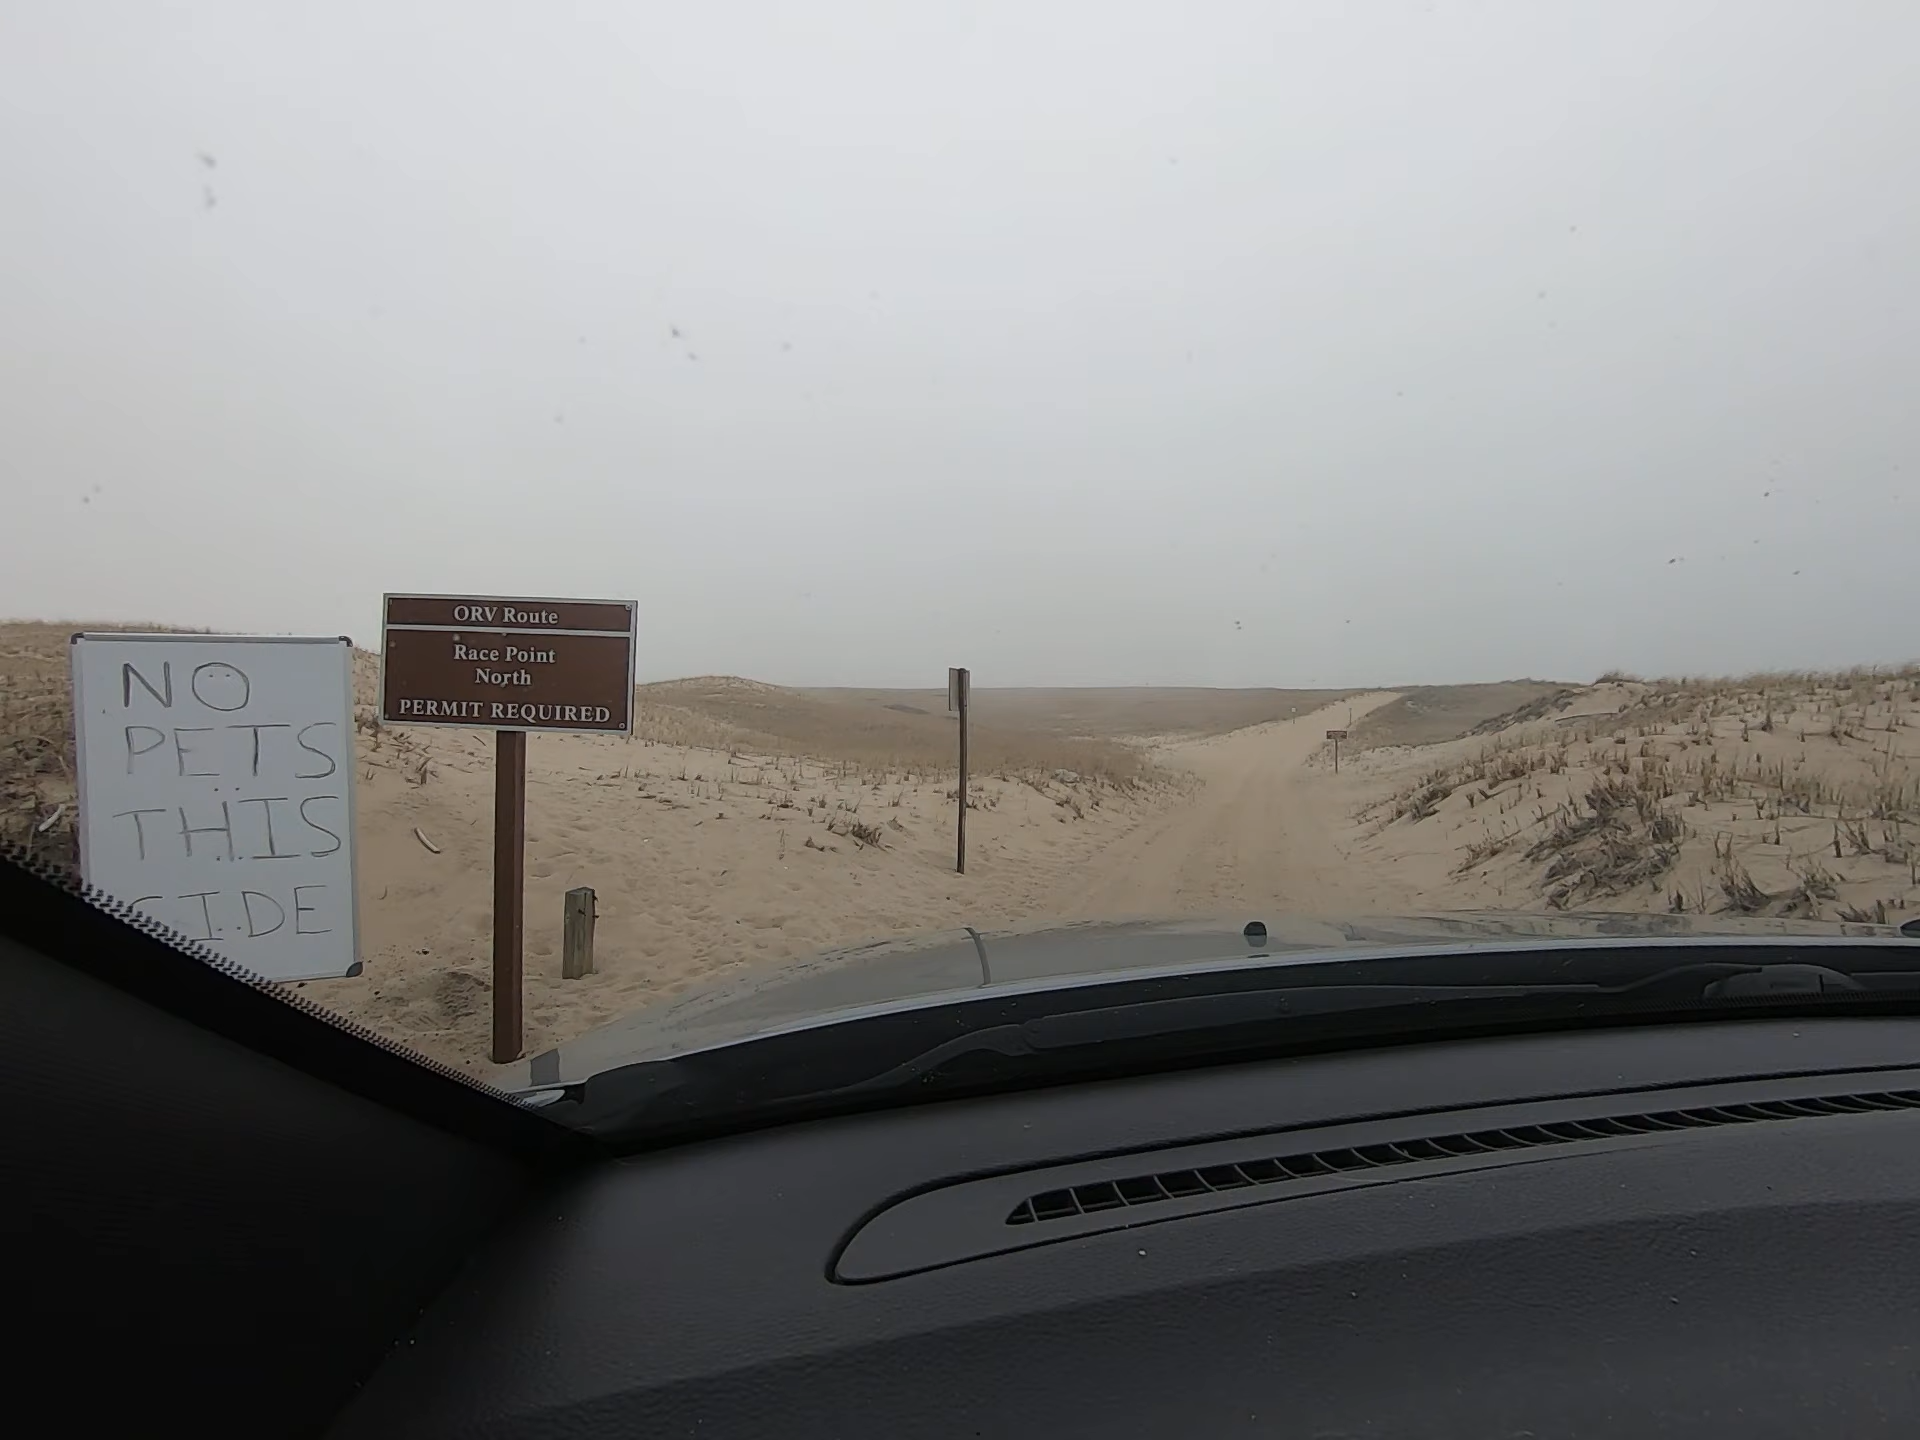 NO
PETS
THIS
SIDE
ORV Route
Race Point
North
PERMIT REQUIRED